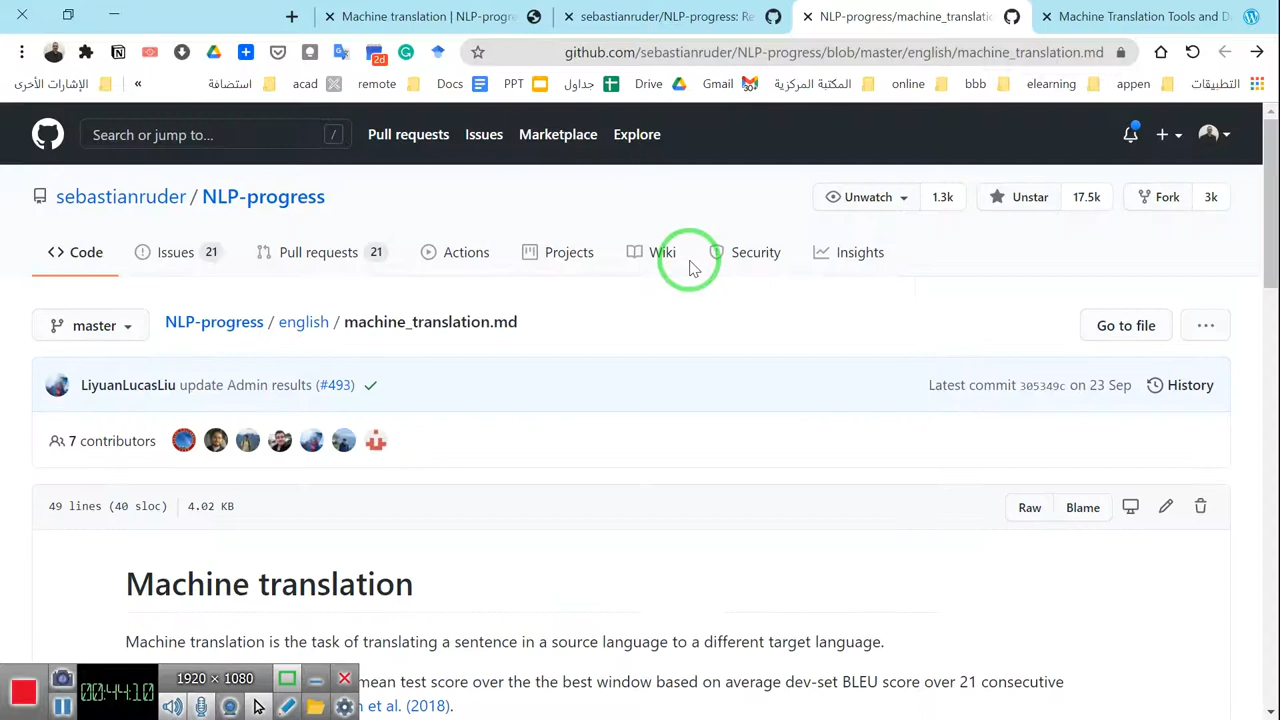 Machine translation | NLP-progre
sebastianruder/NLP-progress: Re
NLP-progress/machine_translatio
Machine Translation Tools and D
github.com/sebastianruder/NLP-progress/blob/master/english/machine_translation.md
2d
الإشارات الأخرى
«
استضافة
acad
remote
Docs
PPT
جداول
Drive
Gmail
المكتبة المركزية
online
bbb
elearning
appen
التطبيقات
Search or jump to...
/
Pull requests
Issues
Marketplace
Explore
sebastianruder / NLP-progress
Unwatch 1.3k
Unstar 17.5k
Fork 3k
Code
Issues 21
Pull requests 21
Actions
Projects
Wiki
Security
Insights
master
NLP-progress / english / machine_translation.md
Go to file
LiyuanLucasLiu update Admin results (#493)
Latest commit 305349c on 23 Sep
History
7 contributors
49 lines (40 sloc) 4.02 KB
Raw
Blame
Machine translation
Machine translation is the task of translating a sentence in a source language to a different target language.
mean test score over the the best window based on average dev-set BLEU score over 21 consecutive
et al. (2018).
00:44:10
1920 × 1080